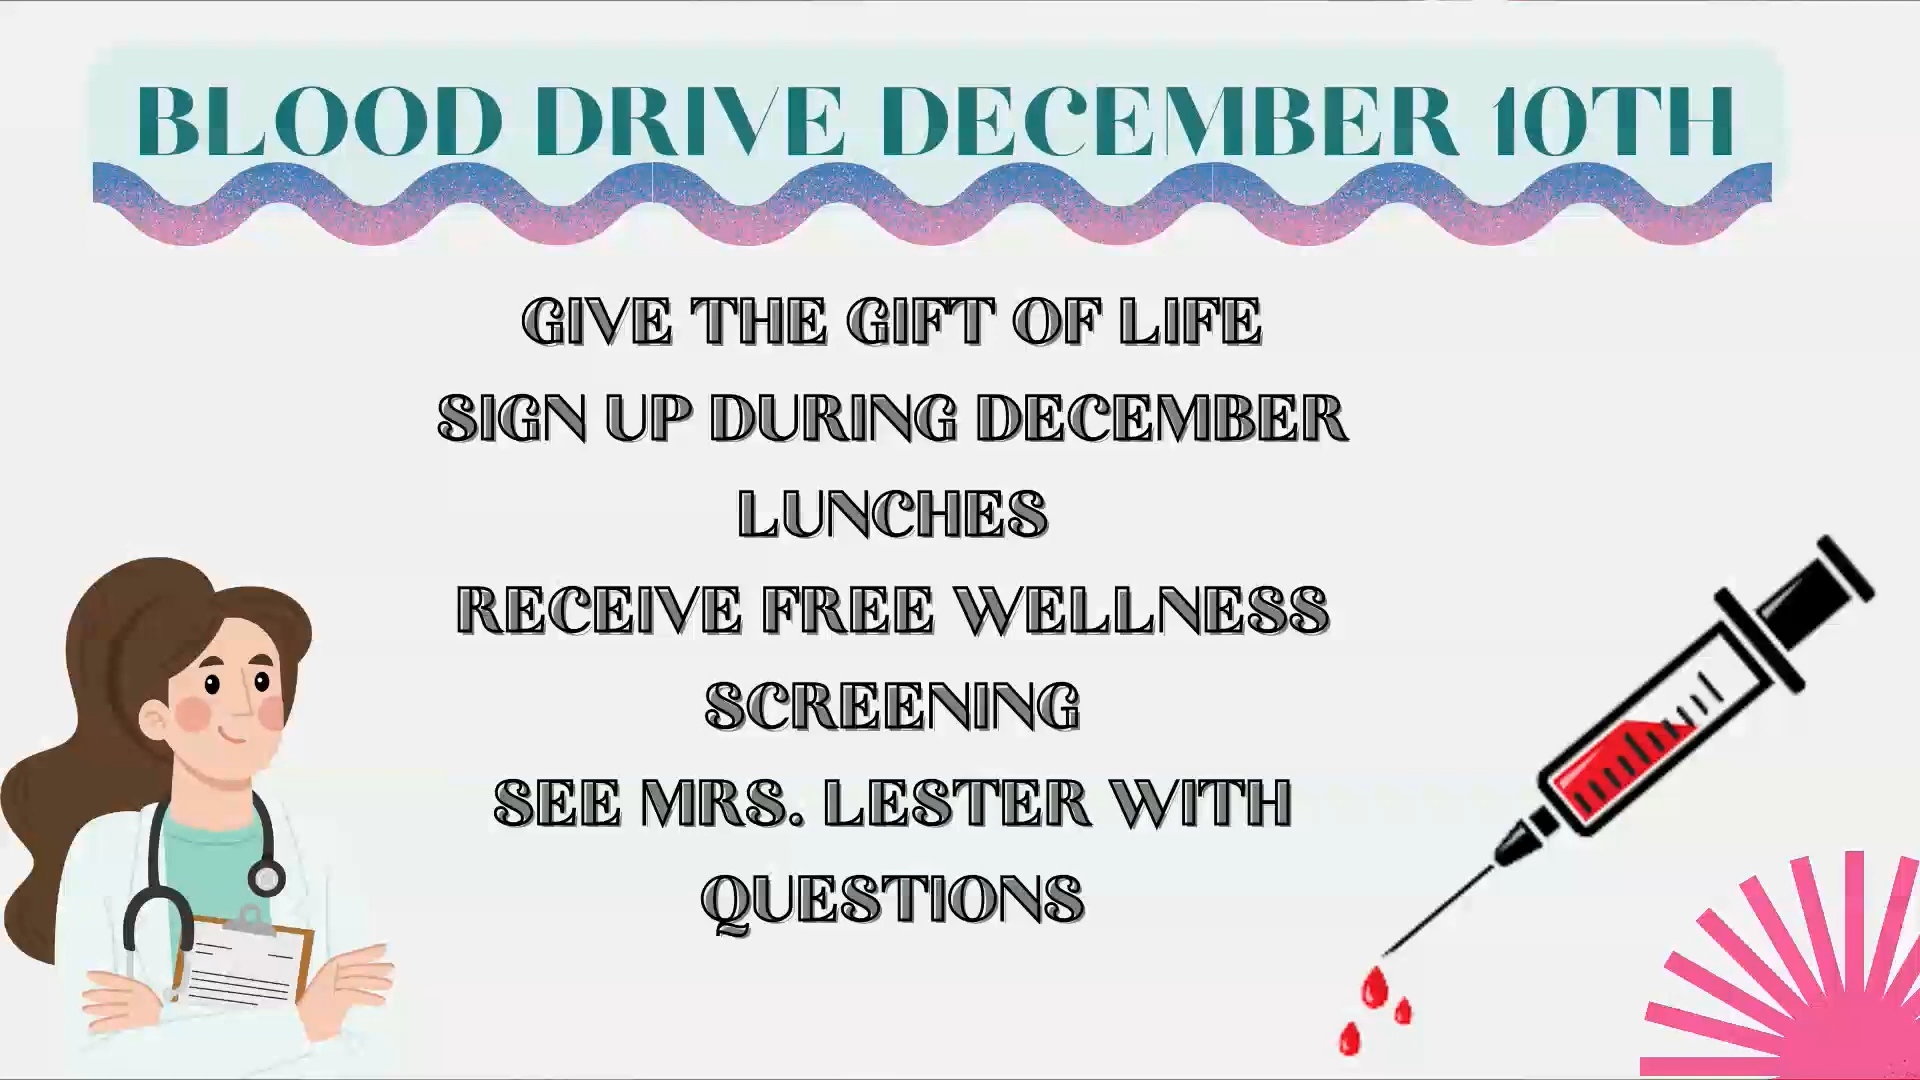 BLOOD DRIVE DECEMBER 10TH
GIVE THE GIFT OF LIFE
SIGN UP DURING DECEMBER
LUNCHES
RECEIVE FREE WELLNESS
SCREENING
SEE MRS. LESTER WITH
QUESTIONS